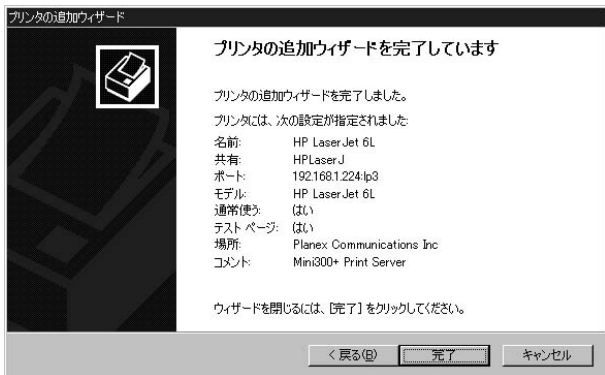 プリンタの追加ウィザード
プリンタの追加ウィザードを完了しています
プリンタの追加ウィザードを完了しました。
プリンタには、次の設定が指定されました:
名前: HP LaserJet 6L
共有: HPLaserJ
ポート: 192.168.1.224:lp3
モデル: HP LaserJet 6L
通常使う: はい
テスト ページ: はい
場所: Planex Communications Inc
コメント: Mini300+ Print Server
ウィザードを閉じるには、[完了] をクリックしてください。
< 戻る(B) 完了 キャンセル